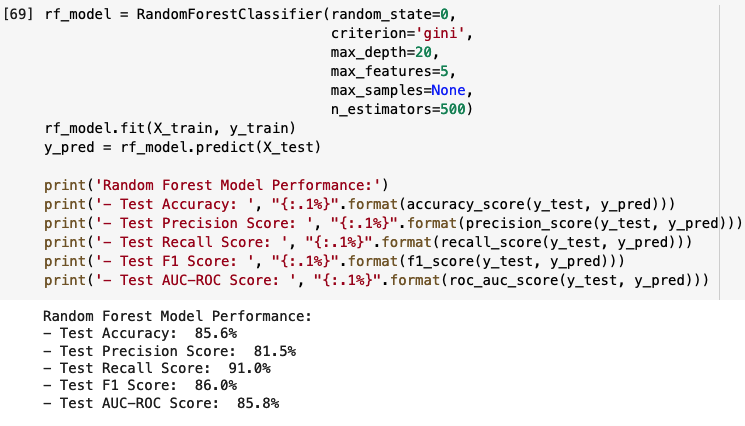 [69] rf_model = RandomForestClassifier(random_state=0,
criterion='gini',
max_depth=20,
max_features=5,
max_samples=None,
n_estimators=500)
rf_model.fit(X_train, y_train)
y_pred = rf_model.predict(X_test)
print('Random Forest Model Performance:')
print('- Test Accuracy: ', "{:.1%}".format(accuracy_score(y_test, y_pred)))
print('- Test Precision Score: ', "{:.1%}".format(precision_score(y_test, y_pred)))
print('- Test Recall Score: ', "{:.1%}".format(recall_score(y_test, y_pred)))
print('- Test F1 Score: ', "{:.1%}".format(f1_score(y_test, y_pred)))
print('- Test AUC-ROC Score: ', "{:.1%}".format(roc_auc_score(y_test, y_pred)))
Random Forest Model Performance:
- Test Accuracy:  85.6%
- Test Precision Score:  81.5%
- Test Recall Score:  91.0%
- Test F1 Score:  86.0%
- Test AUC-ROC Score:  85.8%